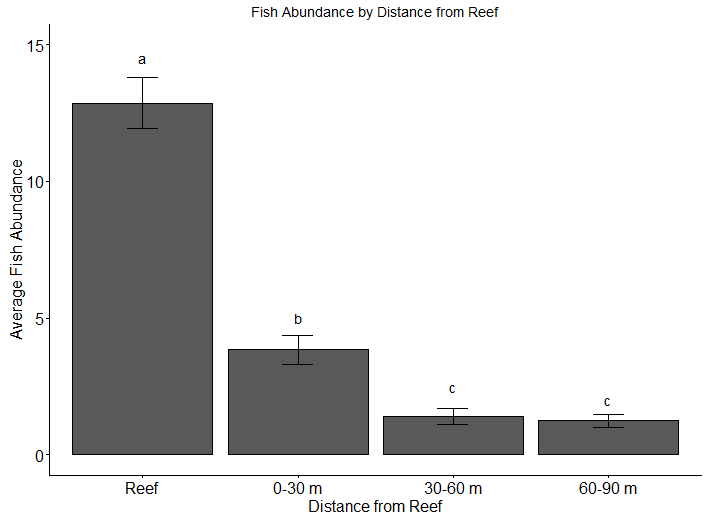 Fish Abundance by Distance from Reef
15
10
5
0
Average Fish Abundance
a
b
c
c
Reef
0-30 m
30-60 m
60-90 m
Distance from Reef